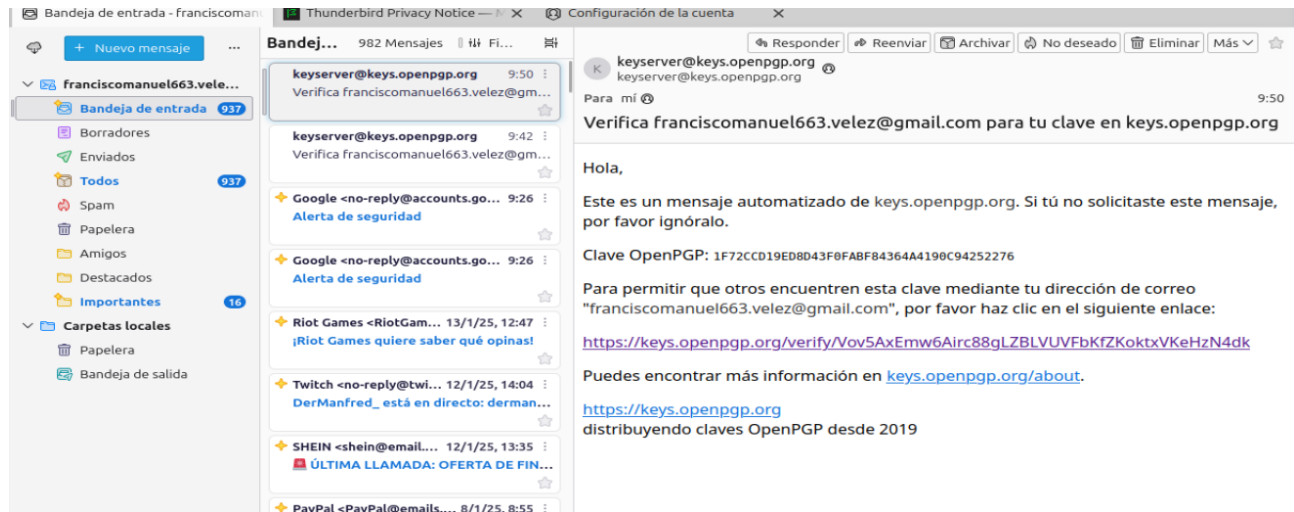 Bandeja de entrada - franciscoman
Thunderbird Privacy Notice —
Configuración de la cuenta
+ Nuevo mensaje
franciscomanuel663.vele...
Bandeja de entrada 937
Borradores
Enviados
Todos 937
Spam
Papelera
Amigos
Destacados
Importantes 16
Carpetas locales
Papelera
Bandeja de salida
Bandej... 982 Mensajes Fi...
keyserver@keys.openpgp.org 9:50
Verifica franciscomanuel663.velez@gm...
keyserver@keys.openpgp.org 9:42
Verifica franciscomanuel663.velez@gm...
Google <no-reply@accounts.go... 9:26
Alerta de seguridad
Google <no-reply@accounts.go... 9:26
Alerta de seguridad
Riot Games <RiotGam... 13/1/25, 12:47
¡Riot Games quiere saber qué opinas!
Twitch <no-reply@twi... 12/1/25, 14:04
DerManfred_ está en directo: derman...
SHEIN <shein@email.... 12/1/25, 13:35
🚨 ÚLTIMA LLAMADA: OFERTA DE FIN...
PayPal <PayPal@emails.... 8/1/25, 8:55
Responder Reenviar Archivar No deseado Eliminar Más
K
keyserver@keys.openpgp.org
keyserver@keys.openpgp.org
Para mí 9:50
Verifica franciscomanuel663.velez@gmail.com para tu clave en keys.openpgp.org
Hola,
Este es un mensaje automatizado de keys.openpgp.org. Si tú no solicitaste este mensaje,
por favor ignóralo.
Clave OpenPGP: 1F72CCD19ED8D43F0FABF84364A4190C94252276
Para permitir que otros encuentren esta clave mediante tu dirección de correo
"franciscomanuel663.velez@gmail.com", por favor haz clic en el siguiente enlace:
https://keys.openpgp.org/verify/Vov5AxEmw6Airc88gLZBLVUVFbKfZKoktxVKeHzN4dk
Puedes encontrar más información en keys.openpgp.org/about.
https://keys.openpgp.org
distribuyendo claves OpenPGP desde 2019